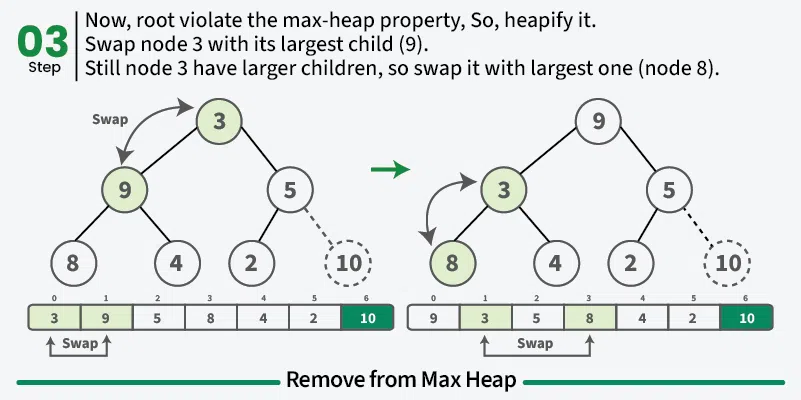 03
Step
Now, root violate the max-heap property, So, heapify it.
Swap node 3 with its largest child (9).
Still node 3 have larger children, so swap it with largest one (node 8).
Swap
3
9
5
8
4
2
10
0 1 2 3 4 5 6
3 9 5 8 4 2 10
Swap
9
3
5
8
4
2
10
0 1 2 3 4 5 6
9 3 5 8 4 2 10
Swap
Remove from Max Heap